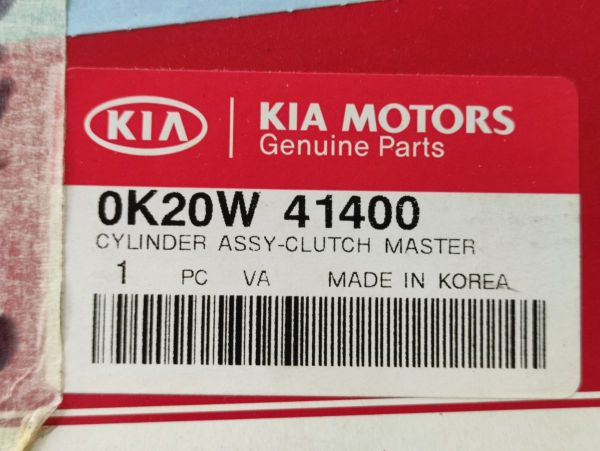 KIA
KIA MOTORS
Genuine Parts
0K20W 41400
CYLINDER ASSY-CLUTCH MASTER
1 PC VA MADE IN KOREA